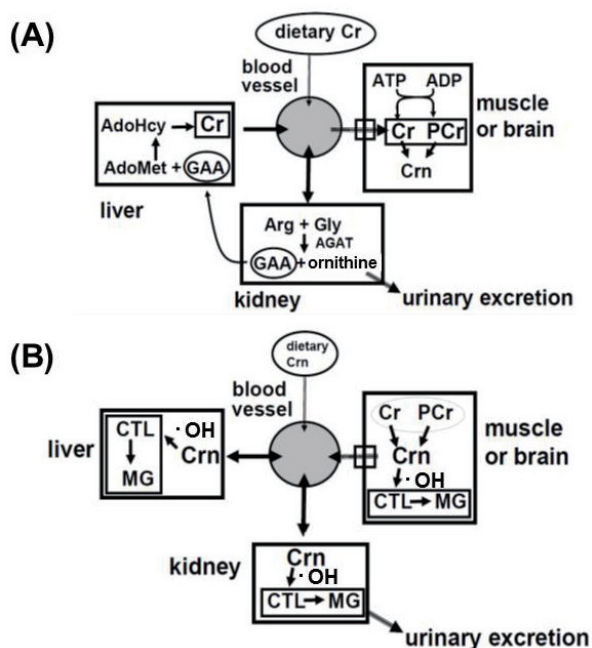 (A)
dietary Cr
blood
vessel
ATP ADP
muscle
or brain
AdoHcy → Cr
Cr PCr
Crn
AdoMet + GAA
liver
Arg + Gly
AGAT
GAA + ornithine
kidney
urinary excretion
(B)
dietary
Crn
blood
vessel
Cr PCr
muscle
or brain
liver
CTL
· OH
Crn
MG
Crn
· OH
CTL → MG
kidney
Crn
· OH
CTL → MG
urinary excretion